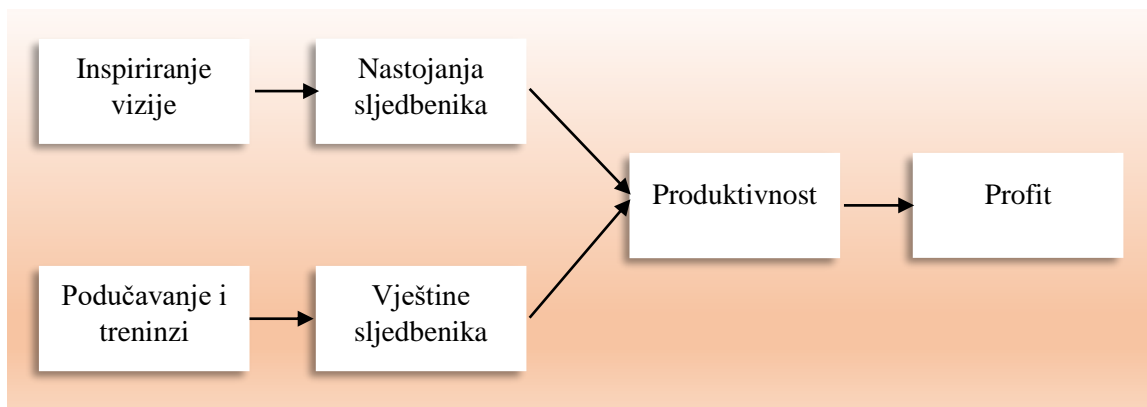 Inspiriranje
vizije
Nastojanja
sljedbenika
Produktivnost
Profit
Podučavanje i
treninzi
Vještine
sljedbenika